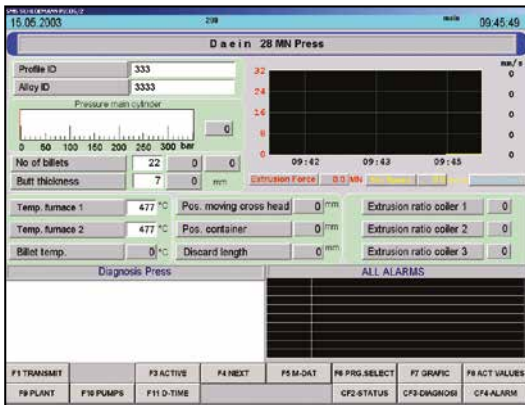 15.05.2003 298 main 09:45:49
Daein 28 MN Press
Profile ID 333
Alloy ID 3333
Pressure main cylinder
0
0 50 100 150 200 250 300 bar
No of billets 22 0 0
Butt thickness 7 0 mm
mm/s
32 0
24 0
16 0
8 0
0 0
09:42 09:43 09:45
Extrusion Force 0.0 MN
Temp. furnace 1 477 °C Pos. moving cross head 0 mm Extrusion ratio coiler 1 0
Temp. furnace 2 477 °C Pos. container 0 mm Extrusion ratio coiler 2 0
Billet temp. 0 °C Discard length 0 mm Extrusion ratio coiler 3 0
Diagnosis Press ALL ALARMS
F1 TRANSMIT F3 ACTIVE F4 NEXT F5 M-DAT F6 PRG.SELECT F7 GRAFIC F8 ACT VALUES
F9 PLANT F10 PUMPS F11 D-TIME CF2-STATUS CF3-DIAGNOSI CF4-ALARM